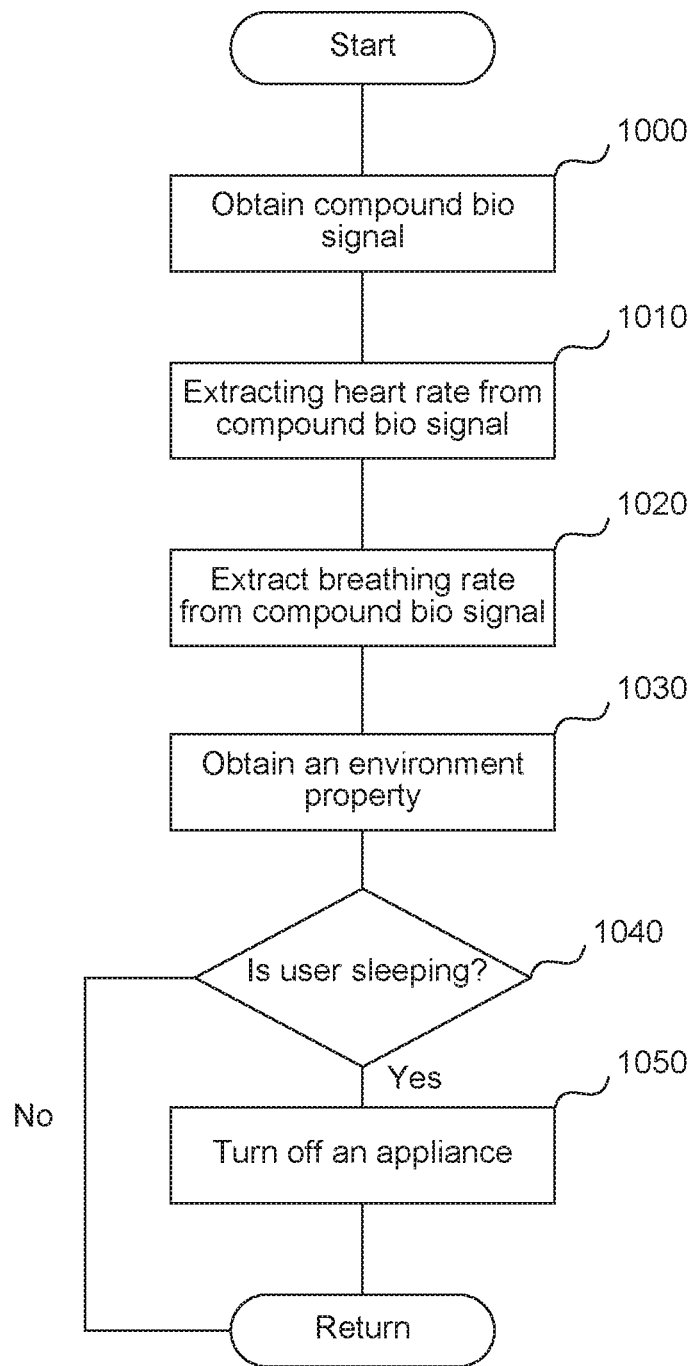 Start
1000
Obtain compound bio
signal
1010
Extracting heart rate from
compound bio signal
1020
Extract breathing rate
from compound bio signal
1030
Obtain an environment
property
1040
Is user sleeping?
Yes
1050
No
Turn off an appliance
Return